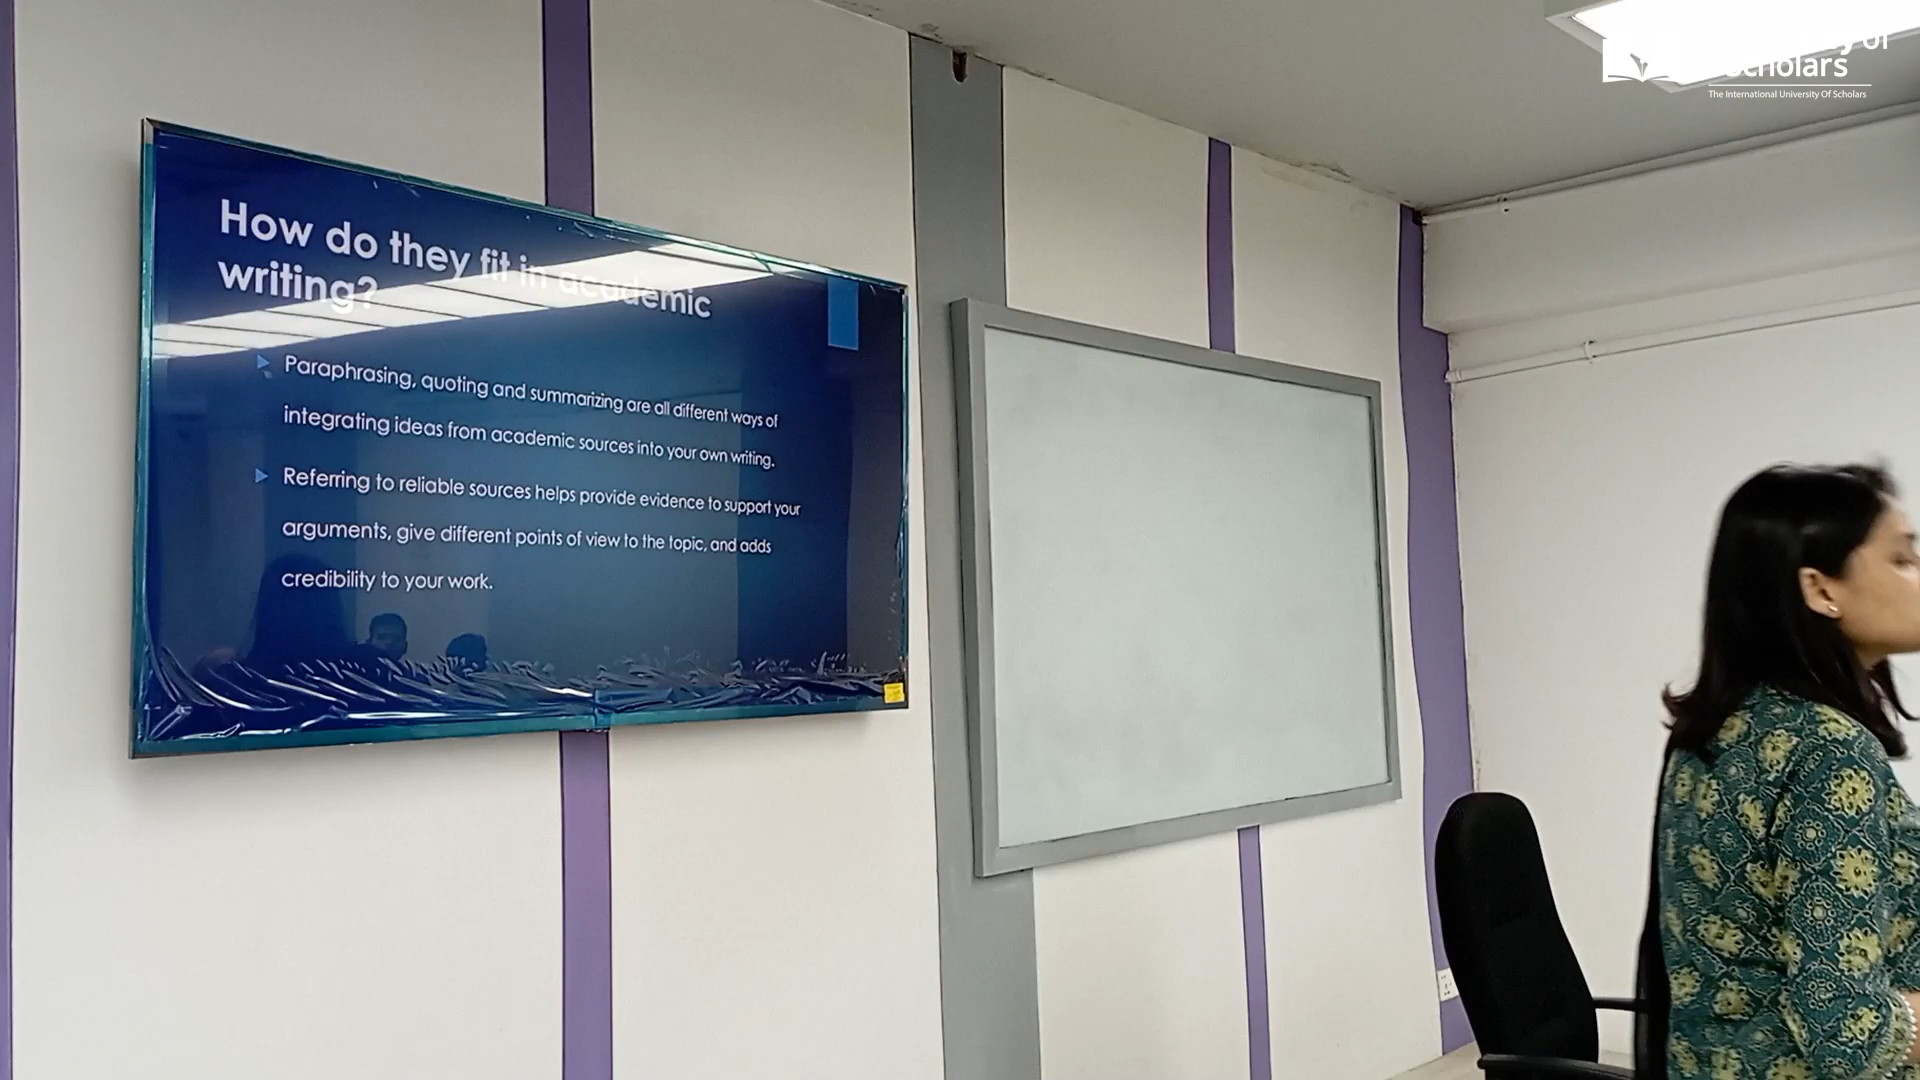 How do they fit in academic
writing?
Paraphrasing, quoting and summarizing are all different ways of
integrating ideas from academic sources into your own writing.
Referring to reliable sources helps provide evidence to support your
arguments, give different points of view to the topic, and adds
credibility to your work.
of
Scholars
The International University Of Scholars